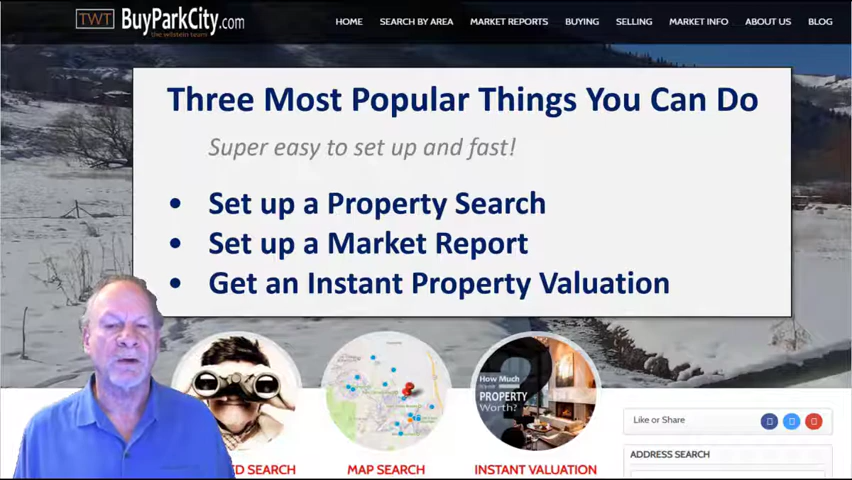 TWT BuyParkCity.com
the wilstein team
HOME SEARCH BY AREA MARKET REPORTS BUYING SELLING MARKET INFO ABOUT US BLOG
Three Most Popular Things You Can Do
Super easy to set up and fast!
• Set up a Property Search
• Set up a Market Report
• Get an Instant Property Valuation
How Much
PROPERTY
Worth?
SEARCH
MAP SEARCH
INSTANT VALUATION
Like or Share
ADDRESS SEARCH